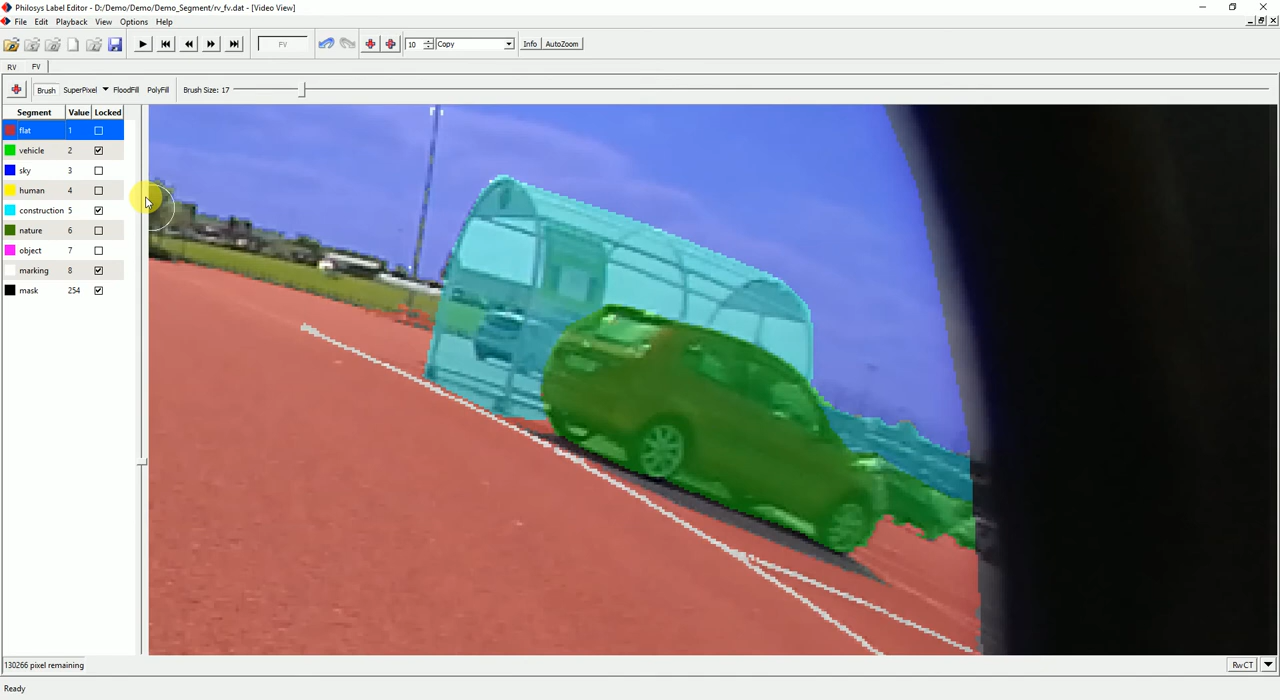 Philosys Label Editor - D:/Demo/Demo/Demo_Segment/rv_fv.dat - [Video View]
File Edit Playback View Options Help
FV 10 Copy Info AutoZoom
RV FV
Brush SuperPixel FloodFill PolyFill Brush Size: 17
Segment Value Locked
flat 1
vehicle 2
sky 3
human 4
construction 5
nature 6
object 7
marking 8
mask 254
130266 pixel remaining RwCT
Ready